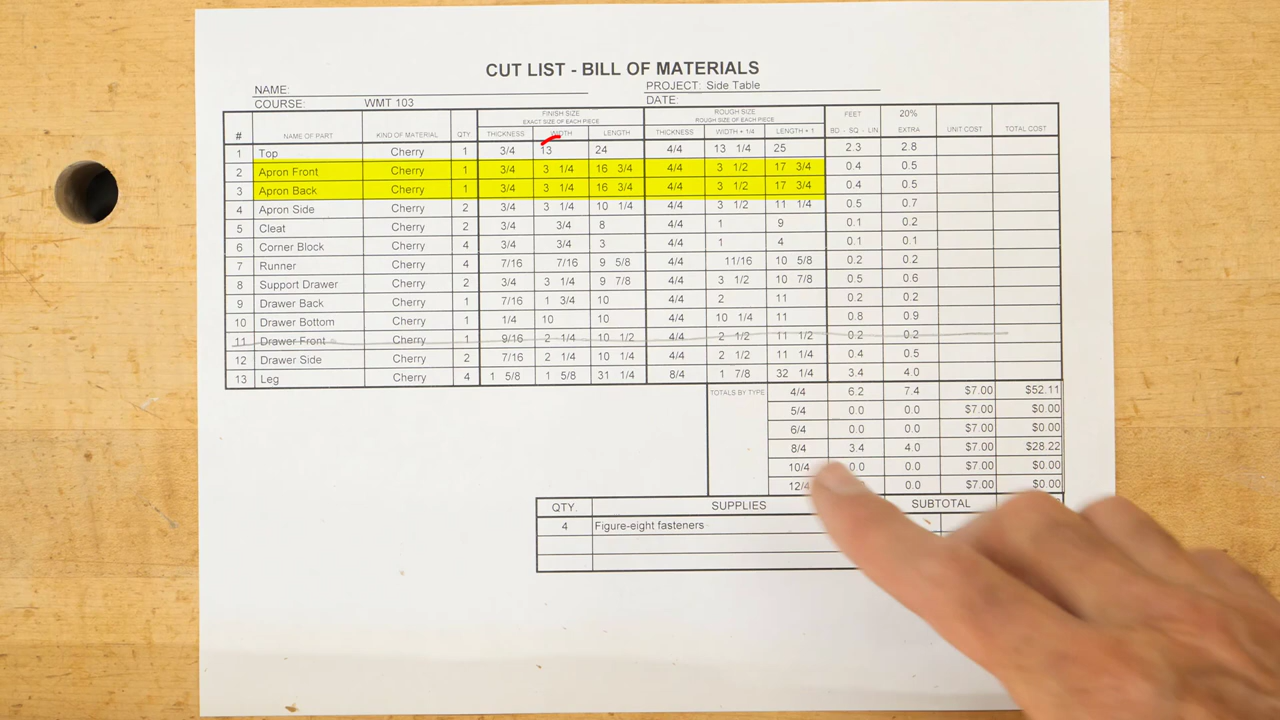 CUT LIST - BILL OF MATERIALS
NAME: PROJECT: Side Table
COURSE: WMT 103 DATE:
FINISH SIZE ROUGH SIZE FEET 20%
EXACT SIZE OF EACH PIECE ROUGH SIZE OF EACH PIECE
# NAME OF PART KIND OF MATERIAL QTY THICKNESS WIDTH LENGTH THICKNESS WIDTH + 1/4 LENGTH + 1 BD - SQ - LIN EXTRA UNIT COST TOTAL COST
1 Top Cherry 1 3/4 13 24 4/4 13 1/4 25 2.3 2.8
2 Apron Front Cherry 1 3/4 3 1/4 16 3/4 4/4 3 1/2 17 3/4 0.4 0.5
3 Apron Back Cherry 1 3/4 3 1/4 16 3/4 4/4 3 1/2 17 3/4 0.4 0.5
4 Apron Side Cherry 2 3/4 3 1/4 10 1/4 4/4 3 1/2 11 1/4 0.5 0.7
5 Cleat Cherry 2 3/4 3/4 8 4/4 1 9 0.1 0.2
6 Corner Block Cherry 4 3/4 3/4 3 4/4 1 4 0.1 0.1
7 Runner Cherry 4 7/16 7/16 9 5/8 4/4 11/16 10 5/8 0.2 0.2
8 Support Drawer Cherry 2 3/4 3 1/4 9 7/8 4/4 3 1/2 10 7/8 0.5 0.6
9 Drawer Back Cherry 1 7/16 1 3/4 10 4/4 2 11 0.2 0.2
10 Drawer Bottom Cherry 1 1/4 10 10 4/4 10 1/4 11 0.8 0.9
11 Drawer Front Cherry 1 9/16 2 1/4 10 1/2 4/4 2 1/2 11 1/2 0.2 0.2
12 Drawer Side Cherry 2 7/16 2 1/4 10 1/4 4/4 2 1/2 11 1/4 0.4 0.5
13 Leg Cherry 4 1 5/8 1 5/8 31 1/4 8/4 1 7/8 32 1/4 3.4 4.0
TOTALS BY TYPE 4/4 6.2 7.4 $7.00 $52.11
5/4 0.0 0.0 $7.00 $0.00
6/4 0.0 0.0 $7.00 $0.00
8/4 3.4 4.0 $7.00 $28.22
10/4 0.0 0.0 $7.00 $0.00
12/4 0.0 $7.00 $0.00
QTY. SUPPLIES SUBTOTAL
4 Figure-eight fasteners